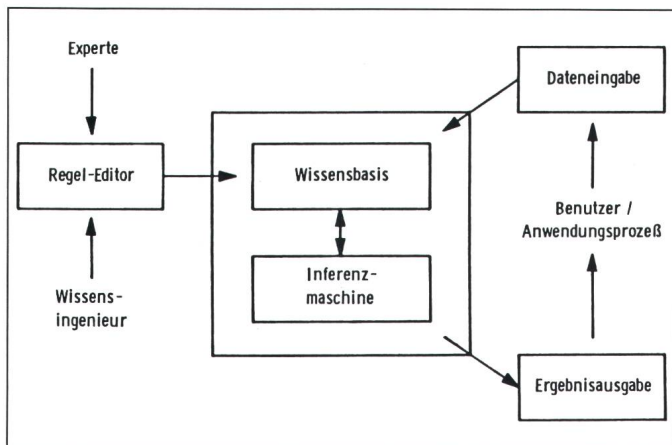 Experte
Regel-Editor
Wissens-
ingenieur
Wissensbasis
Inferenz-
maschine
Dateneingabe
Benutzer /
Anwendungsprozeß
Ergebnisausgabe